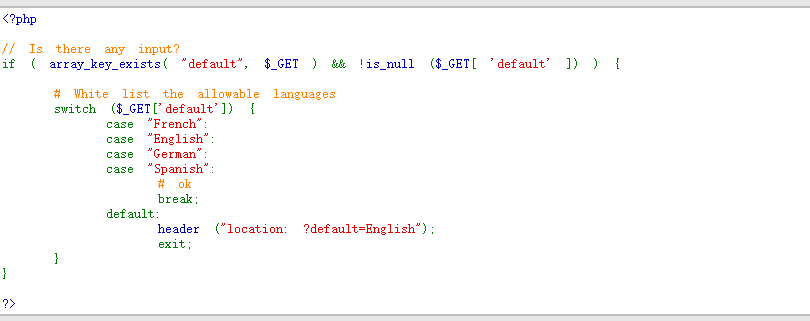 <?php
// Is there any input?
if ( array_key_exists( "default", $_GET ) && !is_null ($_GET[ 'default' ]) ) {
# White list the allowable languages
switch ($_GET['default']) {
case "French":
case "English":
case "German":
case "Spanish":
# ok
break;
default:
header ("location: ?default=English");
exit;
}
}
?>